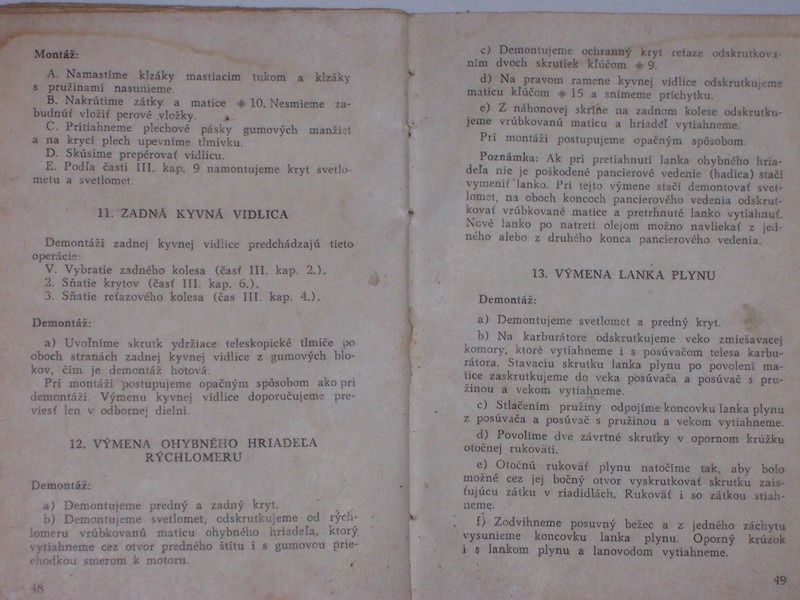 Montáž:
A. Namastíme klzáky mastiacim tukom a klzáky
s pružinami nasunieme.
B. Nakrútime zátky a matice ⌖ 10. Nesmieme za-
budnúť vložiť perové vložky.
C. Pritiahneme plechové pásky gumových manžiet
a na krycí plech upevníme tlmivku.
D. Skúsime prepérovať vidlicu.
E. Podľa časti III. kap. 9 namontujeme kryt svetlo-
metu a svetlomet
11. ZADNÁ KYVNÁ VIDLICA
Demontáži zadnej kyvnej vidlice predchádzajú tieto
operácie:
V. Vybratie zadného kolesa (časť III. kap. 2.).
2. Sňatie krytov (časť III. kap. 6.).
3. Sňatie reťazového kolesa (čas III. kap. 4.).
Demontáž:
a) Uvoľníme skrutk ydržiace teleskopické tlmiče po
oboch stranách zadnej kyvnej vidlice z gumových blo-
kov, čím je demontáž hotová.
Pri montáži postupujeme opačným spôsobom ako pri
demontáži. Výmenu kyvnej vidlice doporučujeme pre-
viesť len v odbornej dielni.
12. VÝMENA OHYBNÉHO HRIADEĽA
RÝCHLOMERU
Demontáž:
a) Demontujeme predný a zadný kryt.
b) Demontujeme svetlomet, odskrutkujeme od rých-
lomeru vrúbkovanú maticu ohybného hriadeľa, ktorý
vytiahneme cez otvor predného štítu i s gumovou prie-
chodkou smerom k motoru.
48
c) Demontujeme ochranný kryt reťaze odskrutkova-
ním dvoch skrutiek kľúčom ⌖ 9.
d) Na pravom ramene kyvnej vidlice odskrutkujeme
maticu kľúčom ⌖ 15 a snímeme príchytku.
e) Z náhonovej skríňe na zadnom kolese odskrutku-
jeme vrúbkovanú maticu a hriadeľ vytiahneme.
Pri montáži postupujeme opačným spôsobom.
Poznámka: Ak pri pretiahnutí lanka ohybného hria-
deľa nie je poškodené pancierové vedenie (hadica) stačí
vymeniť lanko. Pri tejto výmene stačí demontovať svet-
lomet, na oboch koncoch pancierového vedenia odskrut-
kovať vrúbkované matice a pretrhnuté lanko vytiahnuť.
Nové lanko po natretí olejom možno navliekať z jed-
ného alebo z druhého konca pancierového vedenia.
13. VÝMENA LANKA PLYNU
Demontáž:
a) Demontujeme svetlomet a predný kryt.
b) Na karburátore odskrutkujeme veko zmiešavacej
komory, ktoré vytiahneme i s posúvačom telesa karbu-
rátora. Stavaciu skrutku lanka plynu po povolení ma-
tice zaskrutkujeme do veka posúvača a posúvač s pru-
žinou a vekom vytiahneme.
c) Stlačením pružiny odpojíme koncovku lanka plynu
z posúvača a posúvač s pružinou a vekom vytiahneme.
d) Povolíme dve závrtné skrutky v opornom krúžku
otočnej rukoväti.
e) Otočnú rukoväť plynu natočíme tak, aby bolo
možné cez jej bočný otvor vyskrutkovať skrutku zais-
ťujúcu zátku v riadidlách. Rukoväť i so zátkou stiah-
neme.
f) Zodvihneme posuvný bežec a z jedného záchytu
vysunieme koncovku lanka plynu. Oporný krúžok
i s lankom plynu a lanovodom vytiahneme.
49